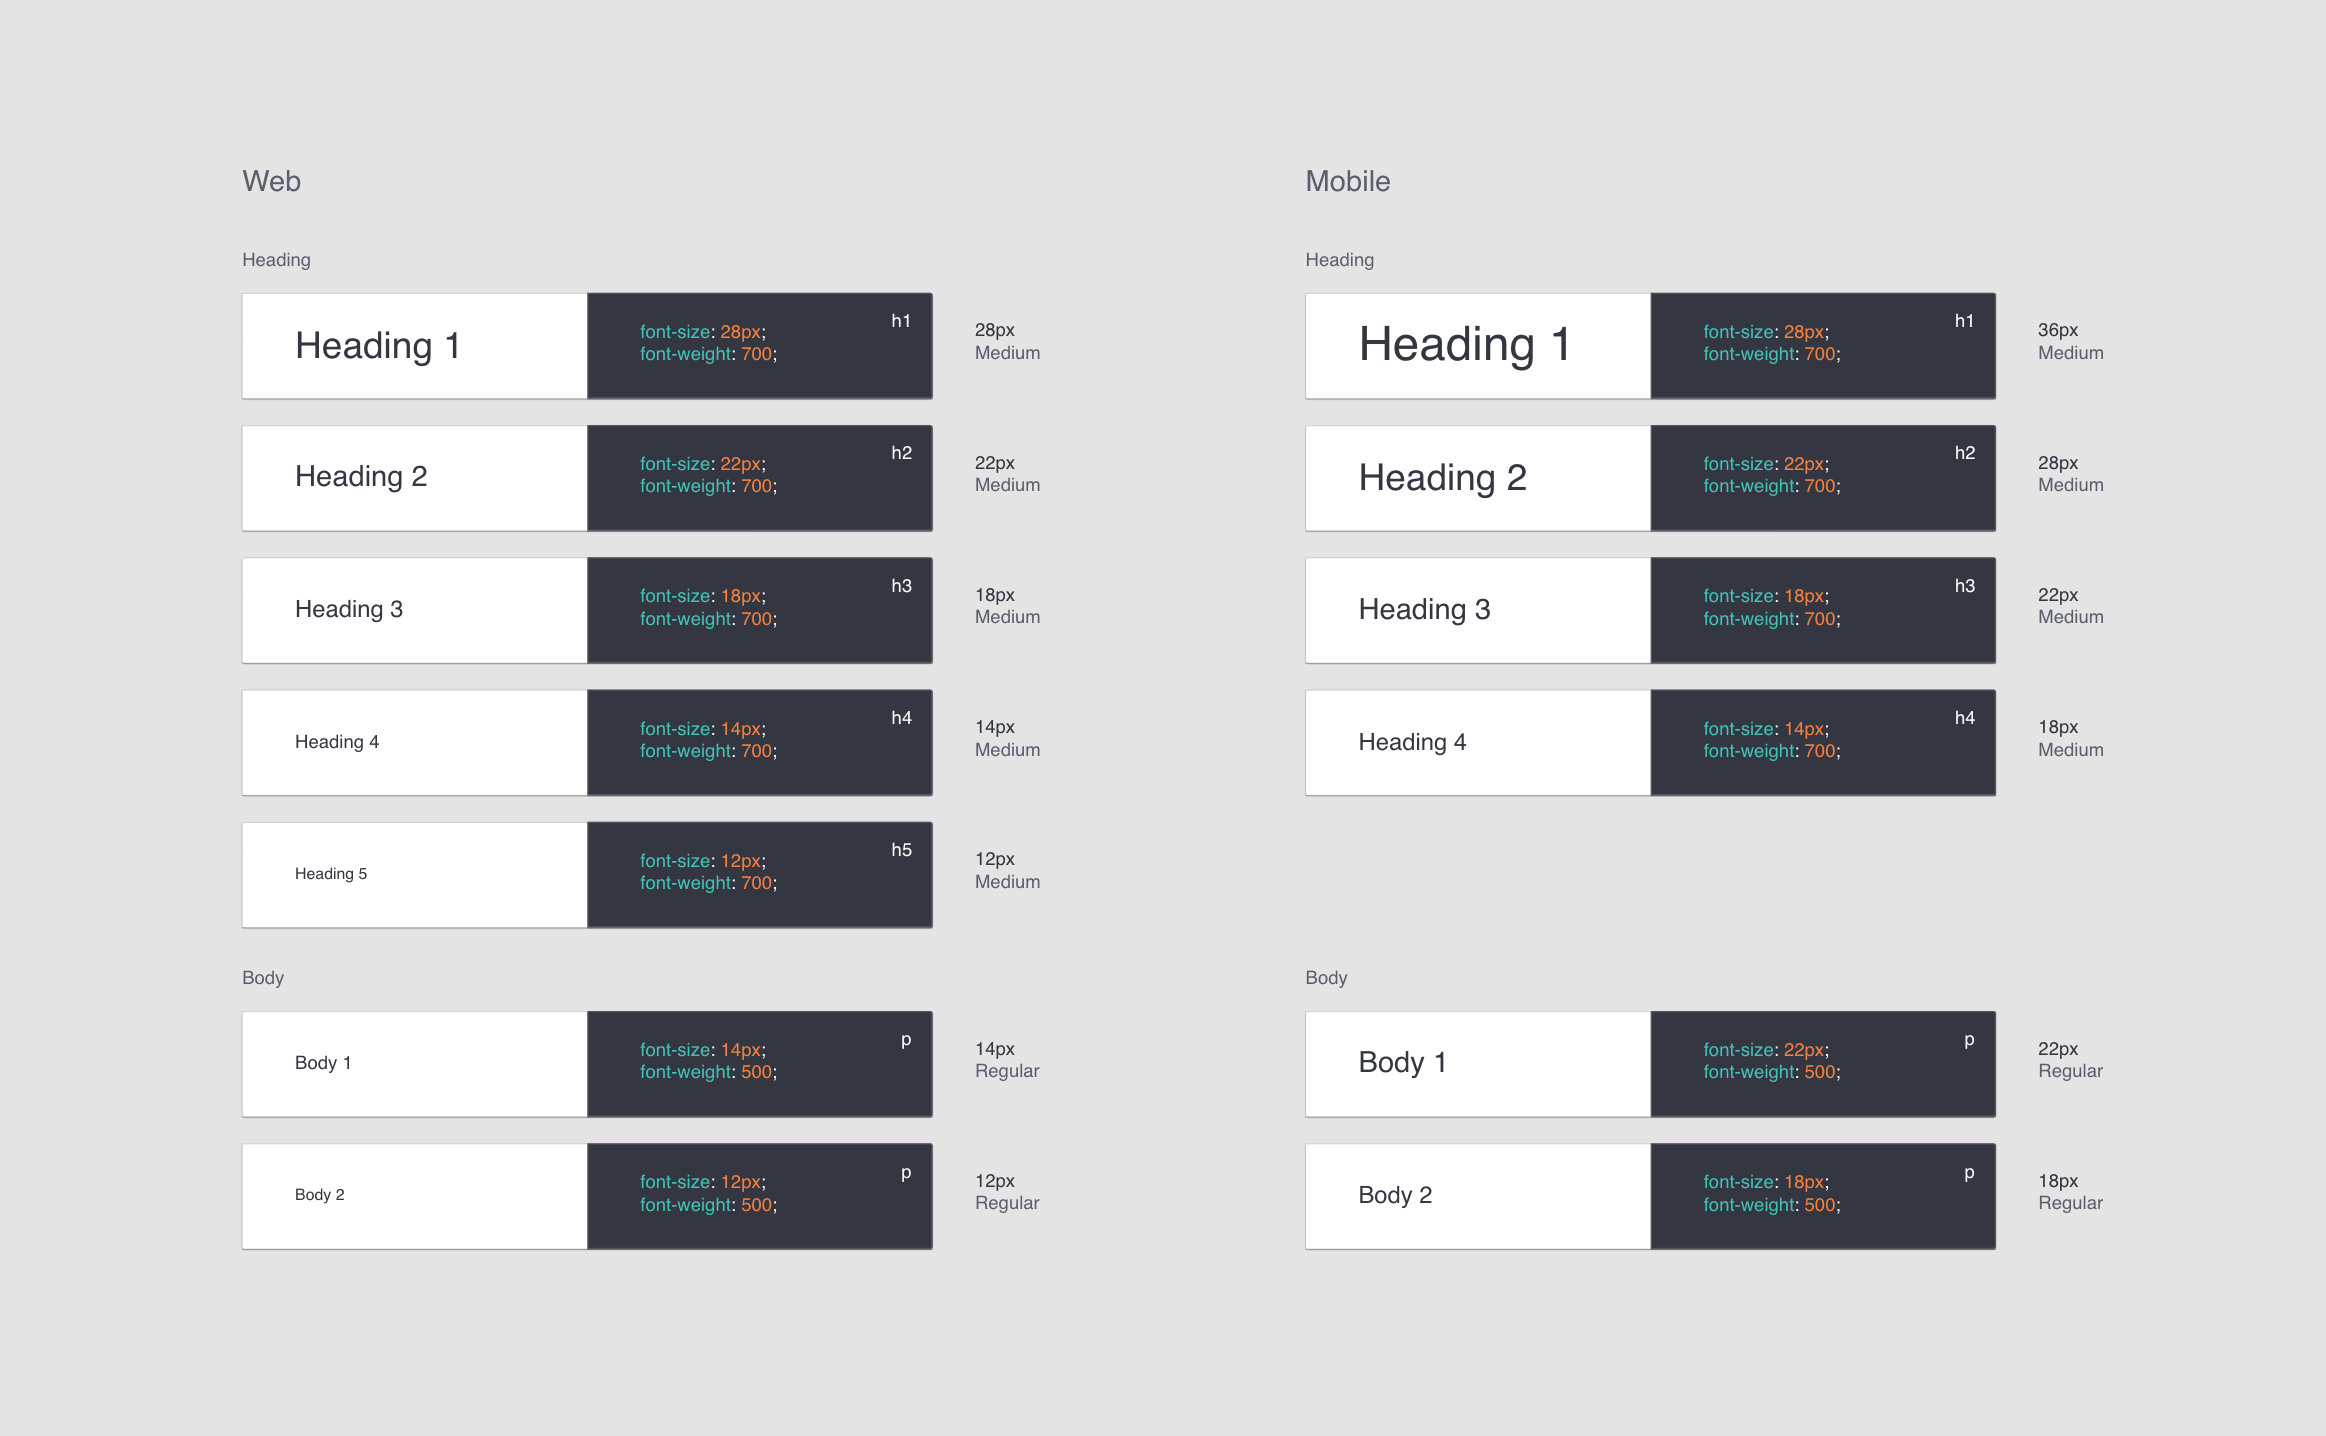 Web
Heading
Heading 1
font-size: 28px;
font-weight: 700;
h1
28px
Medium
Heading 2
font-size: 22px;
font-weight: 700;
h2
22px
Medium
Heading 3
font-size: 18px;
font-weight: 700;
h3
18px
Medium
Heading 4
font-size: 14px;
font-weight: 700;
h4
14px
Medium
Heading 5
font-size: 12px;
font-weight: 700;
h5
12px
Medium
Body
Body 1
font-size: 14px;
font-weight: 500;
p
14px
Regular
Body 2
font-size: 12px;
font-weight: 500;
p
12px
Regular
Mobile
Heading
Heading 1
font-size: 28px;
font-weight: 700;
h1
36px
Medium
Heading 2
font-size: 22px;
font-weight: 700;
h2
28px
Medium
Heading 3
font-size: 18px;
font-weight: 700;
h3
22px
Medium
Heading 4
font-size: 14px;
font-weight: 700;
h4
18px
Medium
Body
Body 1
font-size: 22px;
font-weight: 500;
p
22px
Regular
Body 2
font-size: 18px;
font-weight: 500;
p
18px
Regular